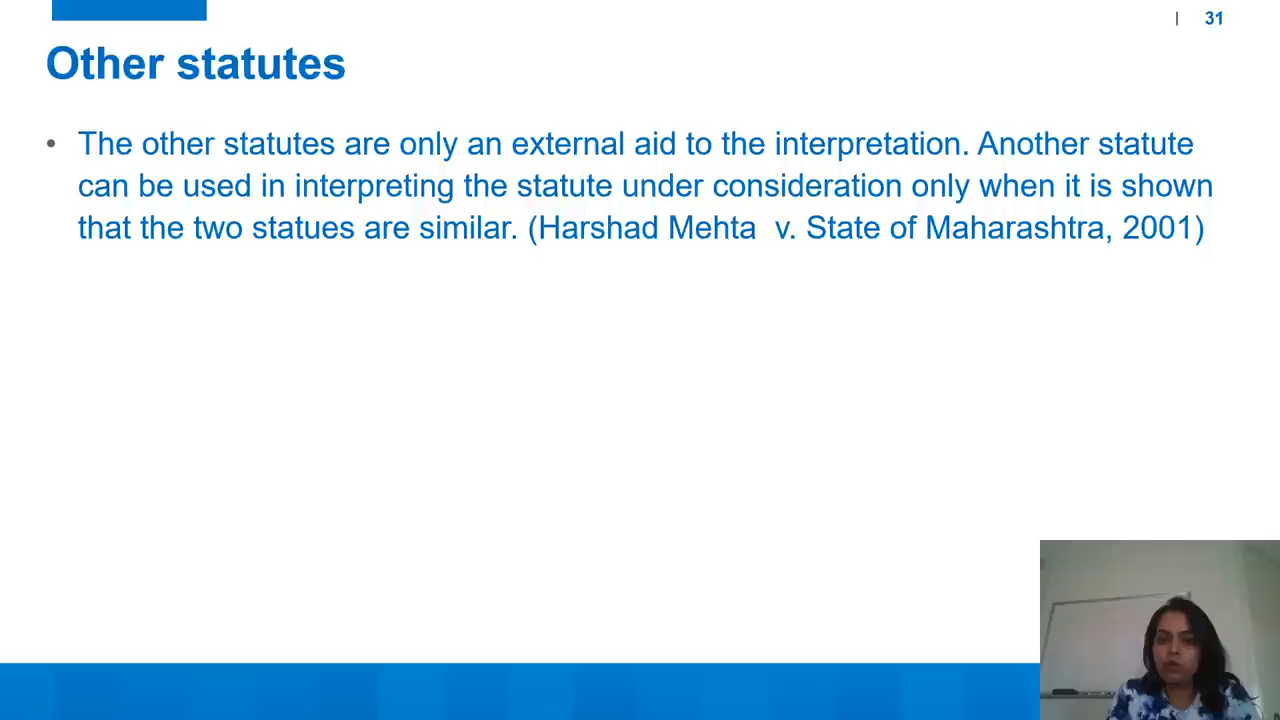 | 31
Other statutes
• The other statutes are only an external aid to the interpretation. Another statute
can be used in interpreting the statute under consideration only when it is shown
that the two statues are similar. (Harshad Mehta  v. State of Maharashtra, 2001)